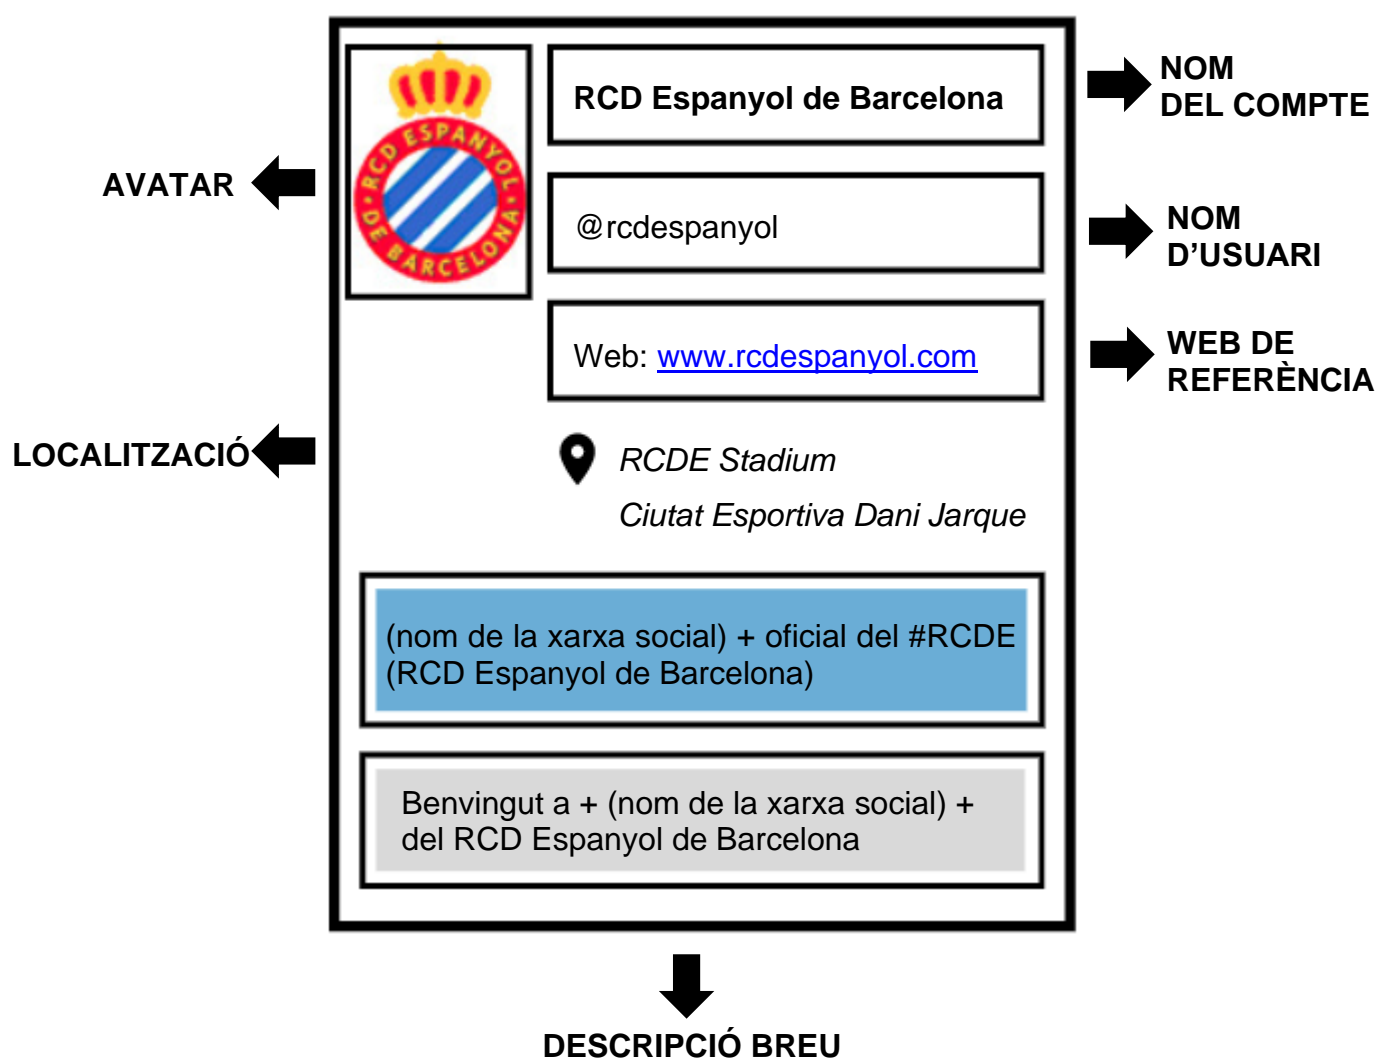 RCD ESPANYOL
DE BARCELONA
RCD Espanyol de Barcelona
NOM
DEL COMPTE
AVATAR
@rcdespanyol
NOM
D’USUARI
Web: www.rcdespanyol.com
WEB DE
REFERÈNCIA
LOCALITZACIÓ
RCDE Stadium
Ciutat Esportiva Dani Jarque
(nom de la xarxa social) + oficial del #RCDE
(RCD Espanyol de Barcelona)
Benvingut a + (nom de la xarxa social) +
del RCD Espanyol de Barcelona
DESCRIPCIÓ BREU